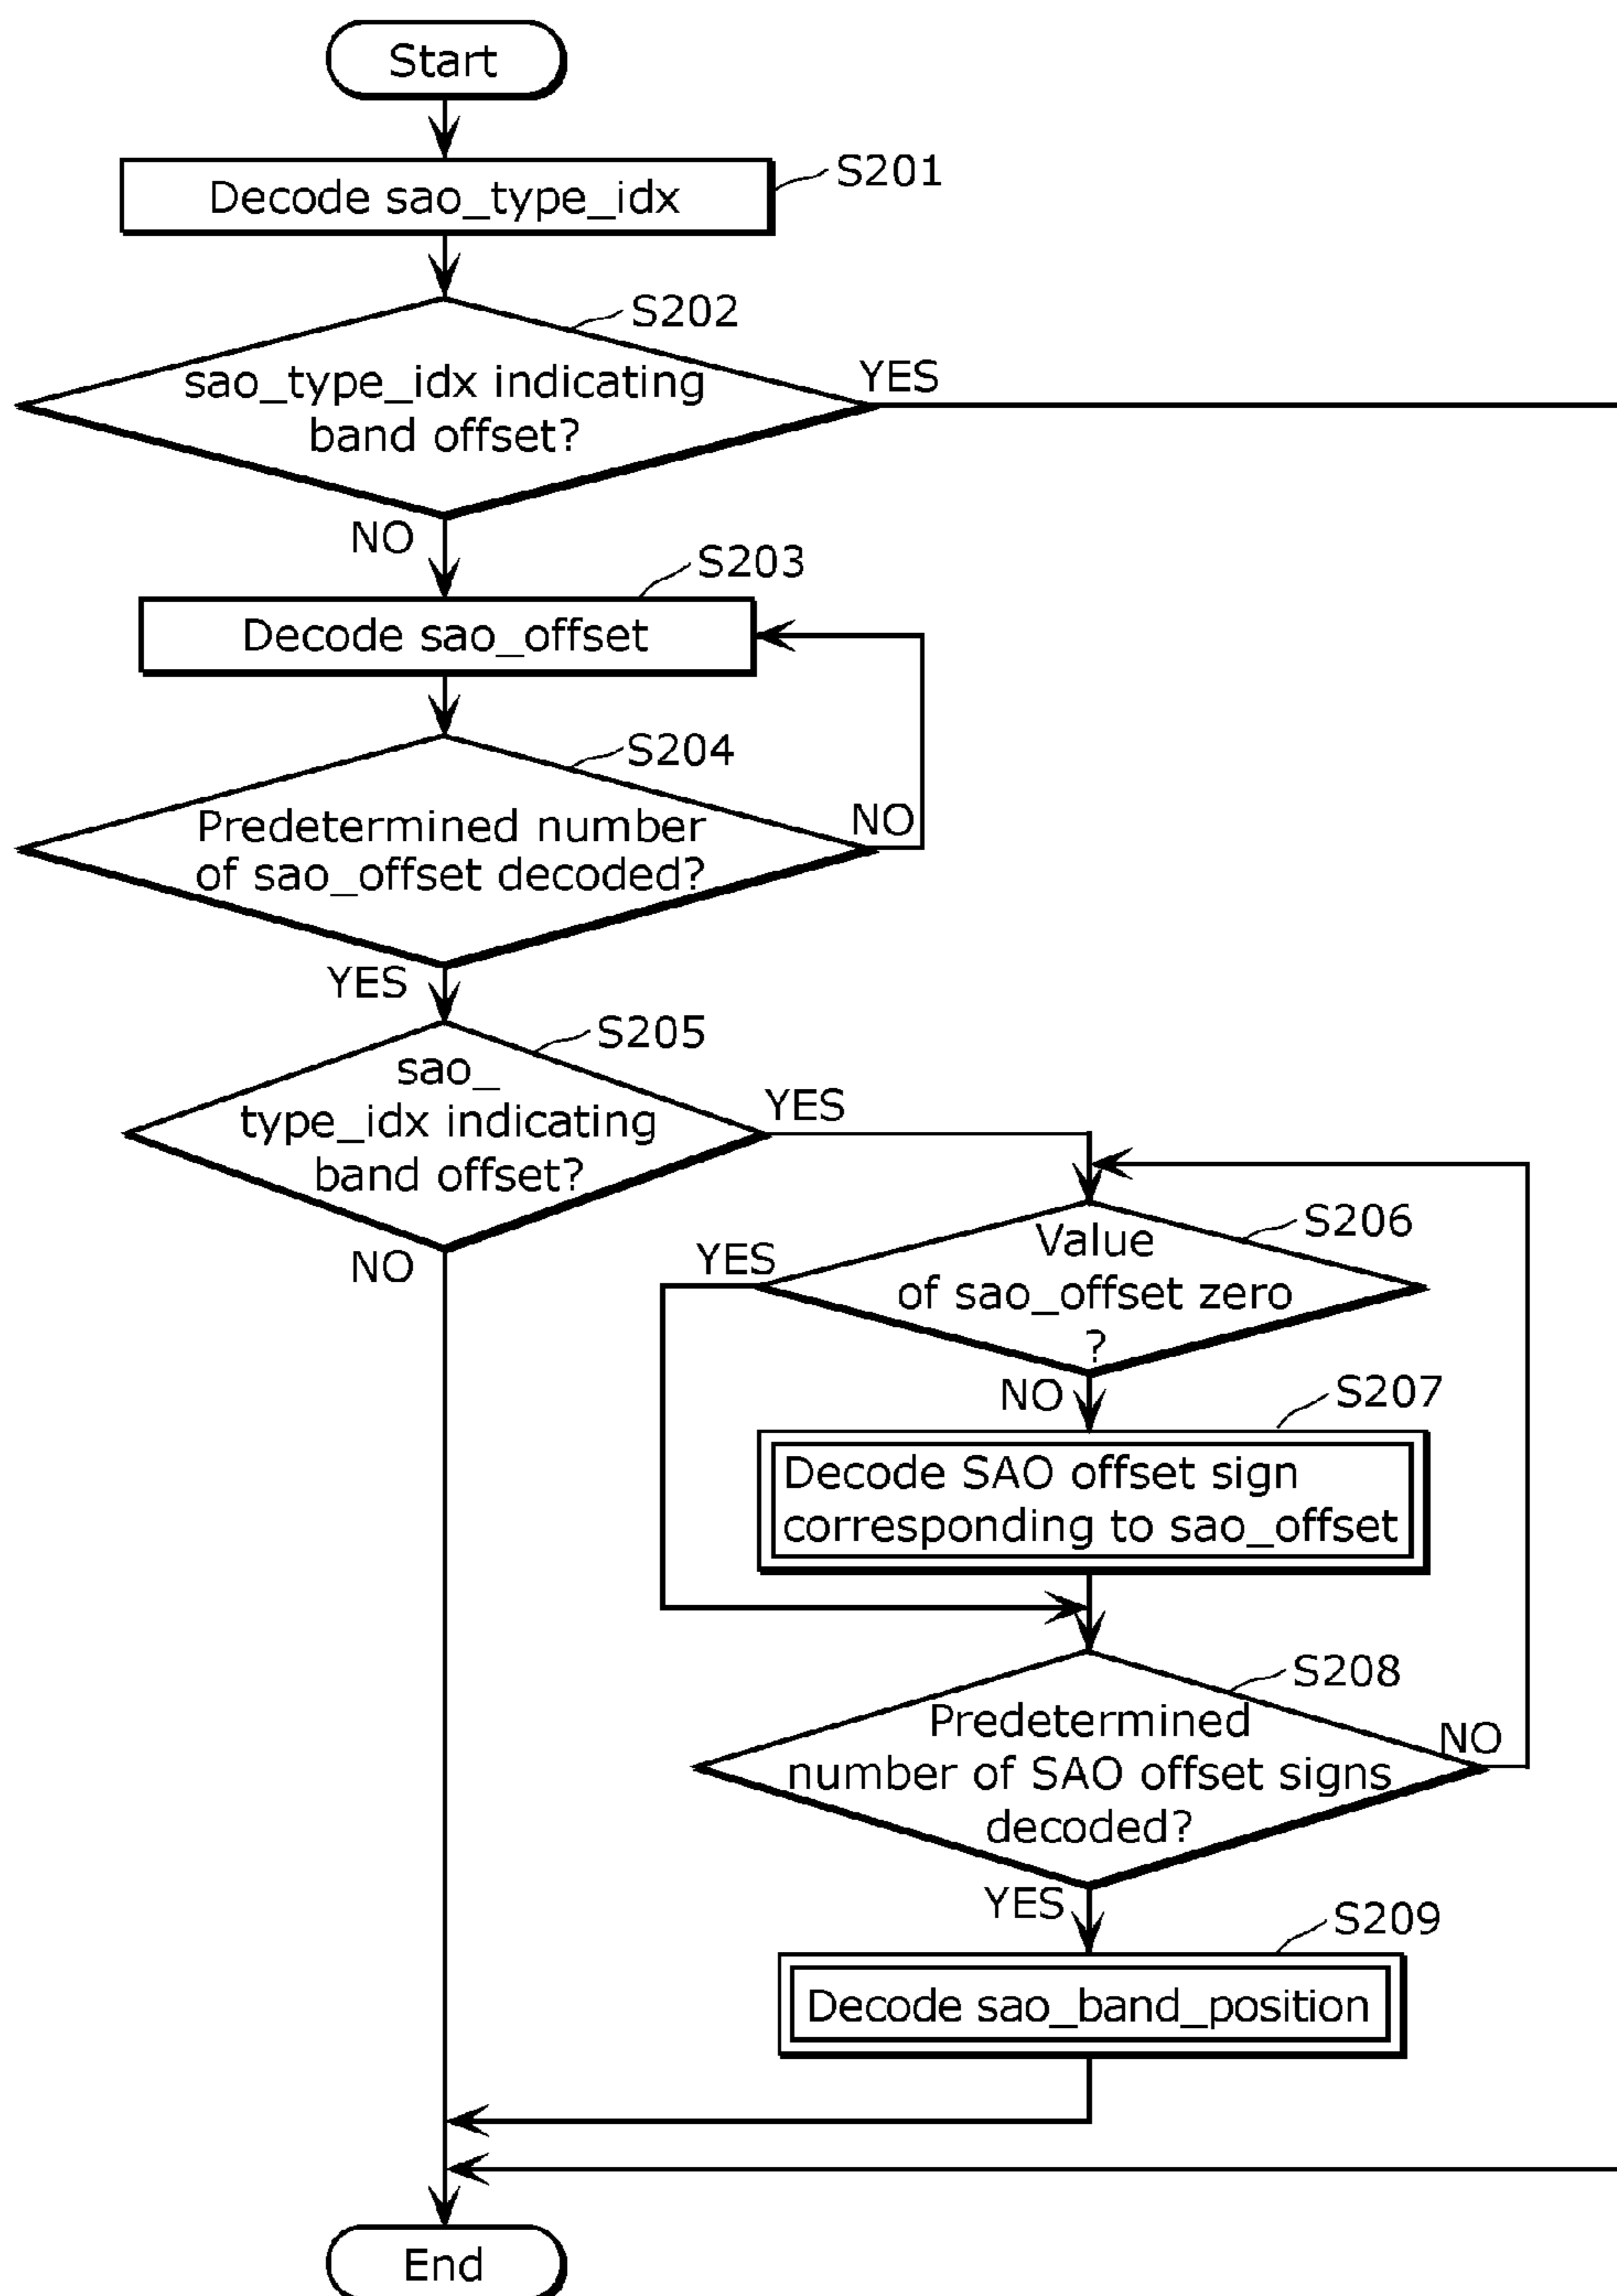 Start
S201
Decode sao_type_idx
S202
sao_type_idx indicating
band offset?
YES
NO
S203
Decode sao_offset
S204
Predetermined number
of sao_offset decoded?
NO
YES
S205
sao_
type_idx indicating
band offset?
YES
NO
S206
Value
of sao_offset zero
?
YES
NO
S207
Decode SAO offset sign
corresponding to sao_offset
S208
Predetermined
number of SAO offset signs
decoded?
NO
YES
S209
Decode sao_band_position
End